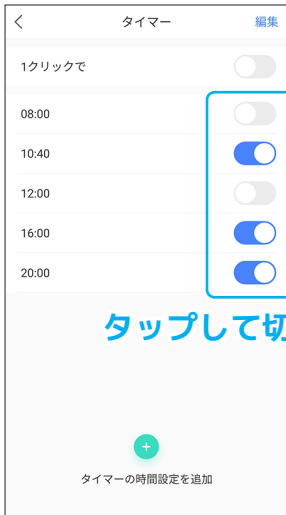 タイマー 編集
1クリックで
08:00
10:40
12:00
16:00
20:00
タップして切
タイマーの時間設定を追加